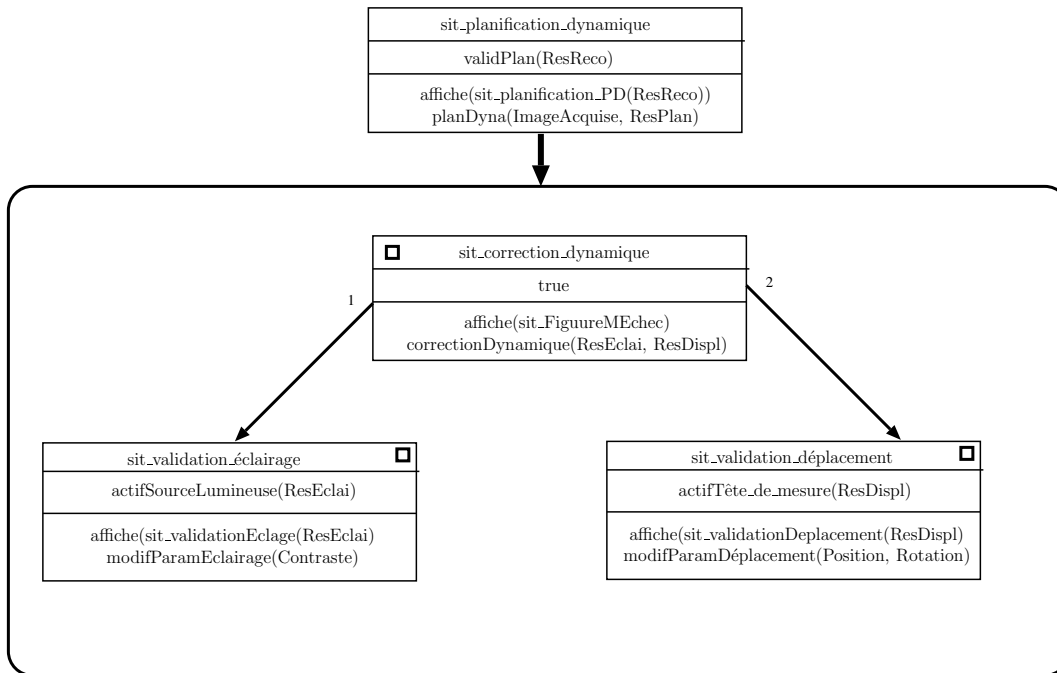 sit_planification_dynamique
validPlan(ResReco)
affiche(sit_planification_PD(ResReco))
planDyna(ImageAcquise, ResPlan)
sit_correction_dynamique
true
1
2
affiche(sit_FiguureMEchec)
correctionDynamique(ResEclai, ResDispl)
sit_validation_éclairage
actifSourceLumineuse(ResEclai)
affiche(sit_validationEclage(ResEclai)
modifParamEclairage(Contraste)
sit_validation_déplacement
actifTête_de_mesure(ResDispl)
affiche(sit_validationDeplacement(ResDispl)
modifParamDéplacement(Position, Rotation)